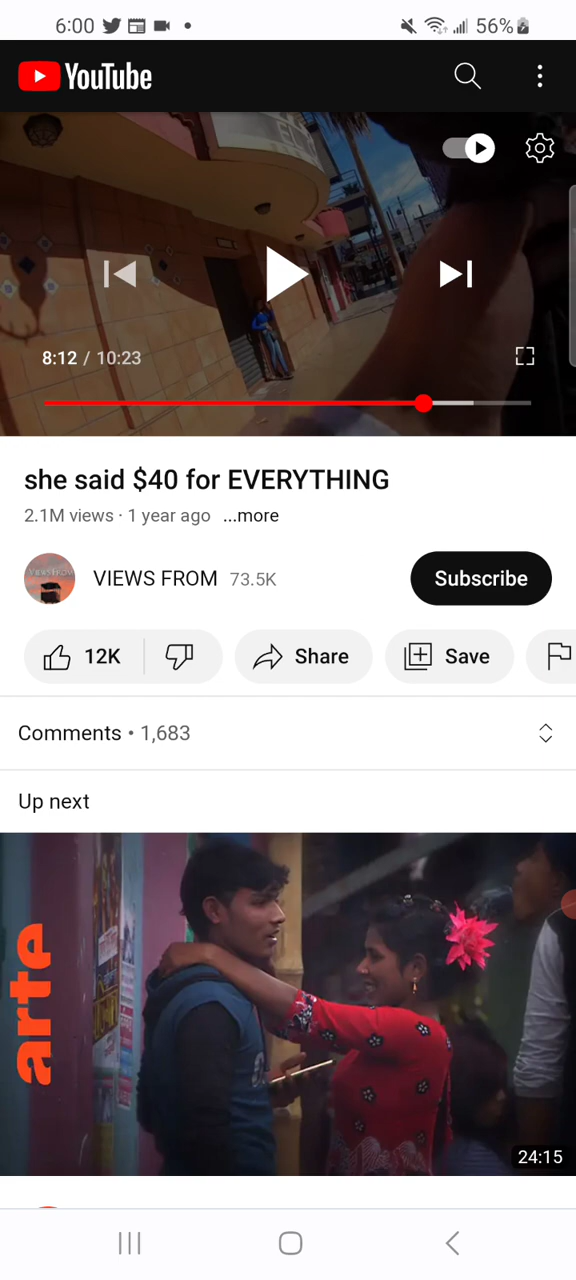 6:00
56%
YouTube
8:12 / 10:23
she said $40 for EVERYTHING
2.1M views · 1 year ago ...more
VIEWS FROM 73.5K
Subscribe
12K
Share
Save
Comments • 1,683
Up next
arte
24:15